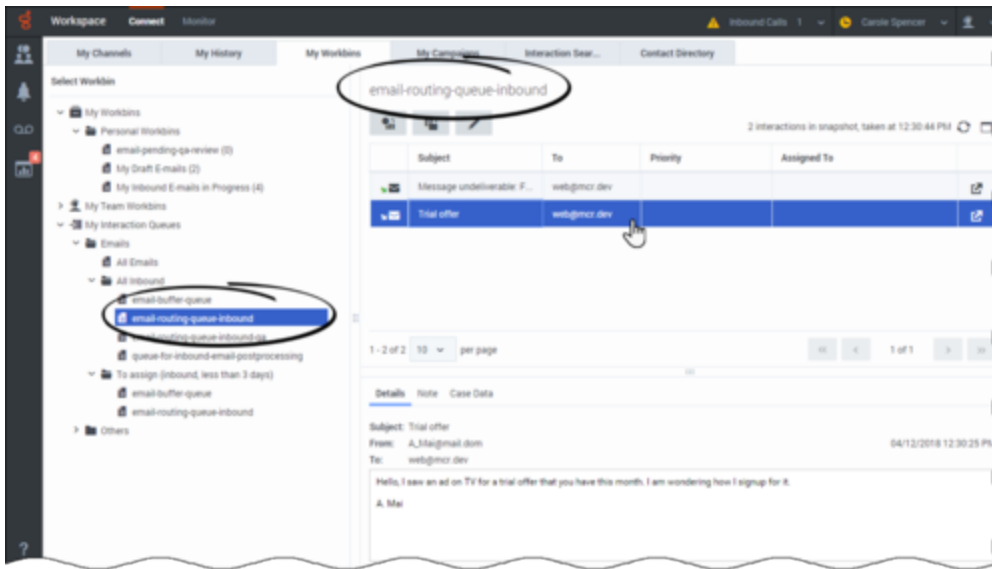 Workspace Connect Monitor Inbound Calls 1 Carole Spencer
My Channels My History My Workbins My Campaigns Interaction Sear... Contact Directory
Select Workbin
email-routing-queue-inbound
My Workbins
Personal Workbins
email-pending-qa-review (0)
My Draft E-mails (2)
My Inbound E-mails in Progress (4)
My Team Workbins
My Interaction Queues
Emails
All Emails
All Inbound
email-buffer-queue
email-routing-queue-inbound
email-routing-queue-inbound-qa
queue-for-inbound-email-postprocessing
To assign (inbound, less than 3 days)
email-buffer-queue
email-routing-queue-inbound
Others
2 interactions in snapshot, taken at 12:30:44 PM
Subject To Priority Assigned To
Message undeliverable: F... web@mcr.dev
Trial offer web@mcr.dev
1 - 2 of 2 10 per page 1 of 1
Details Note Case Data
Subject: Trial offer
From: A_Mai@mail.dom 04/12/2018 12:30:25 PM
To: web@mcr.dev
Hello, I saw an ad on TV for a trial offer that you have this month. I am wondering how I signup for it.
A. Mai
?